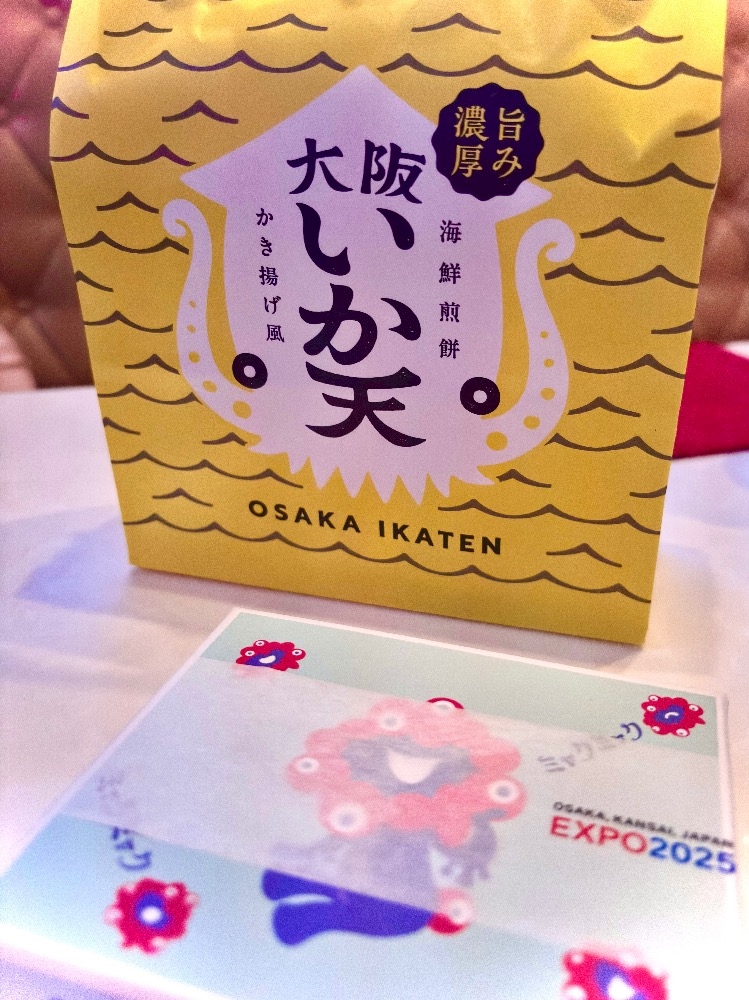 旨み
濃厚
大阪
いか天
海鮮煎餅
かき揚げ風
OSAKA IKATEN
ミャクミャク
OSAKA, KANSAI, JAPAN
EXPO2025